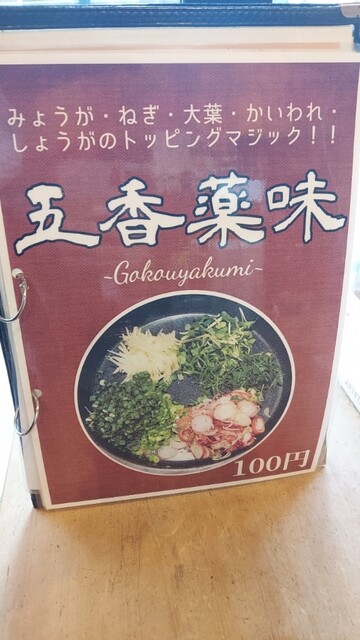 みょうが・ねぎ・大葉・かいわれ・
しょうがのトッピングマジック！！
五香薬味
~Gokouyakumi~
100円